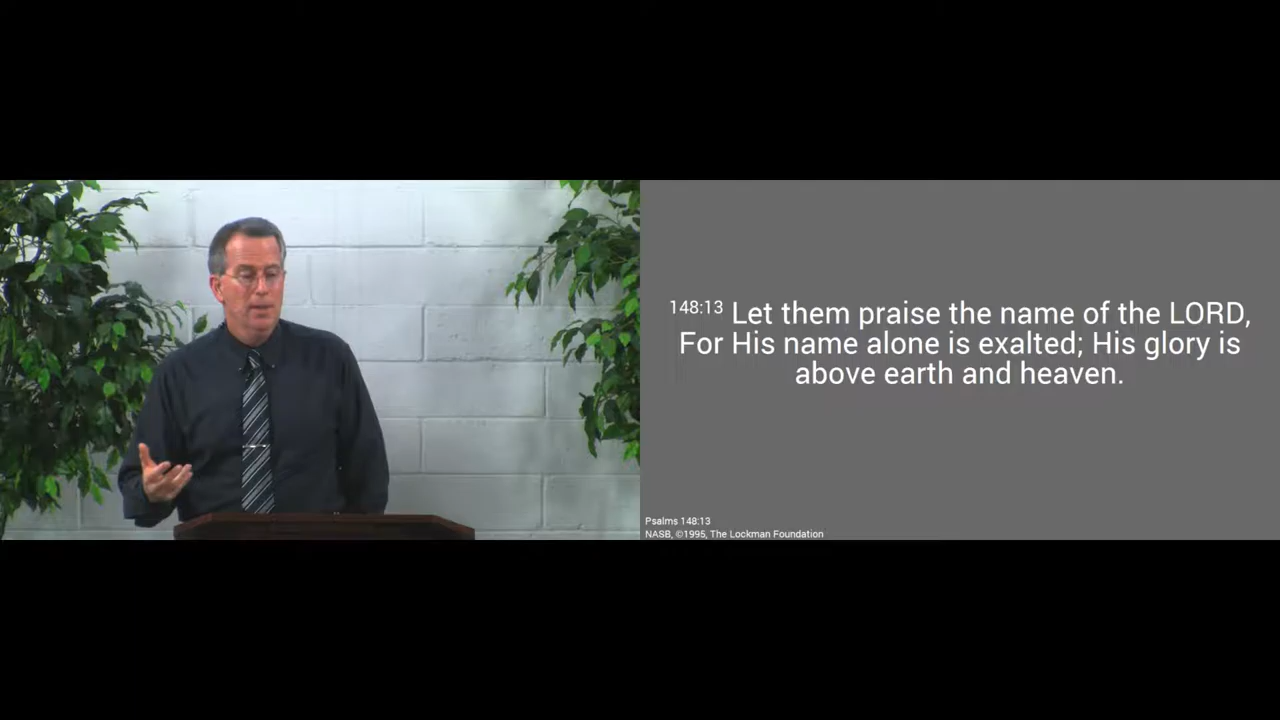 148:13 Let them praise the name of the LORD,
For His name alone is exalted; His glory is
above earth and heaven.
Psalms 148:13
NASB, ©1995, The Lockman Foundation